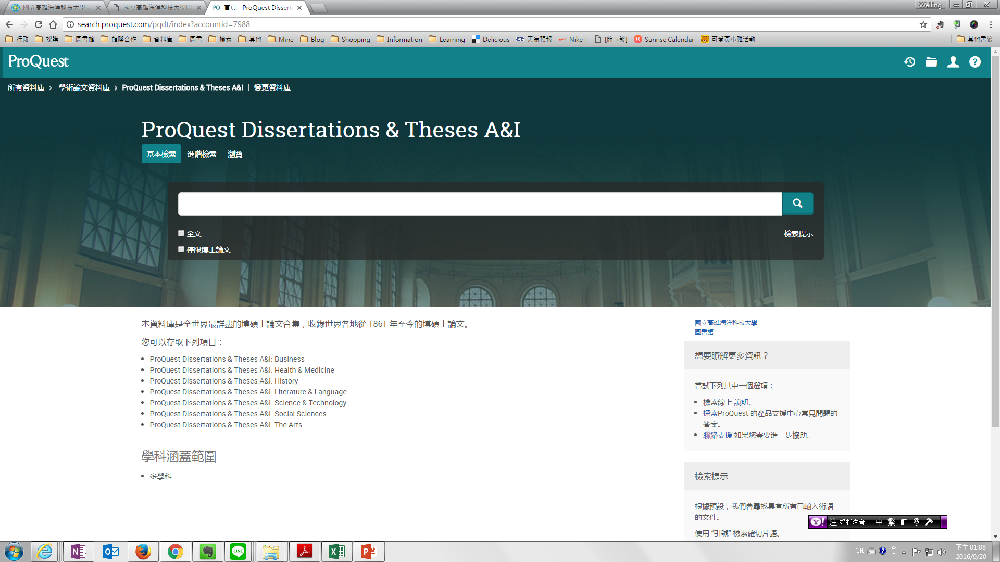 國立高雄海洋科技大學圖
國立高雄海洋科技大學圖
PQ 首頁 - ProQuest Dissert
Weiling
search.proquest.com/pqdt/index?accountid=7988
行政 採購 圖書館 館際合作 資料庫 圖書 檢索 其他 Mine Blog Shopping Information Learning Delicious 天氣預報 Nike+ [簡→繁] 16 Sunrise Calendar 可愛黃小雞活動 其他書籤
ProQuest
所有資料庫 > 學術論文資料庫 > ProQuest Dissertations & Theses A&I | 變更資料庫
ProQuest Dissertations & Theses A&I
基本檢索 進階檢索 瀏覽
全文
檢索提示
僅限博士論文
本資料庫是全世界最詳盡的博碩士論文合集，收錄世界各地從 1861 年至今的博碩士論文。
您可以存取下列項目：
ProQuest Dissertations & Theses A&I: Business
ProQuest Dissertations & Theses A&I: Health & Medicine
ProQuest Dissertations & Theses A&I: History
ProQuest Dissertations & Theses A&I: Literature & Language
ProQuest Dissertations & Theses A&I: Science & Technology
ProQuest Dissertations & Theses A&I: Social Sciences
ProQuest Dissertations & Theses A&I: The Arts
學科涵蓋範圍
多學科
國立高雄海洋科技大學
圖書館
想要瞭解更多資訊？
嘗試下列其中一個選項：
檢索線上 說明。
探索ProQuest 的產品支援中心常見問題的
答案。
聯絡支援 如果您需要進一步協助。
檢索提示
根據預設，我們會尋找具有所有已輸入術語
的文件。
使用 “引號” 檢索確切片語。
Y! 注 好打注音 中 繁
CH
下午 01:08
2016/9/20